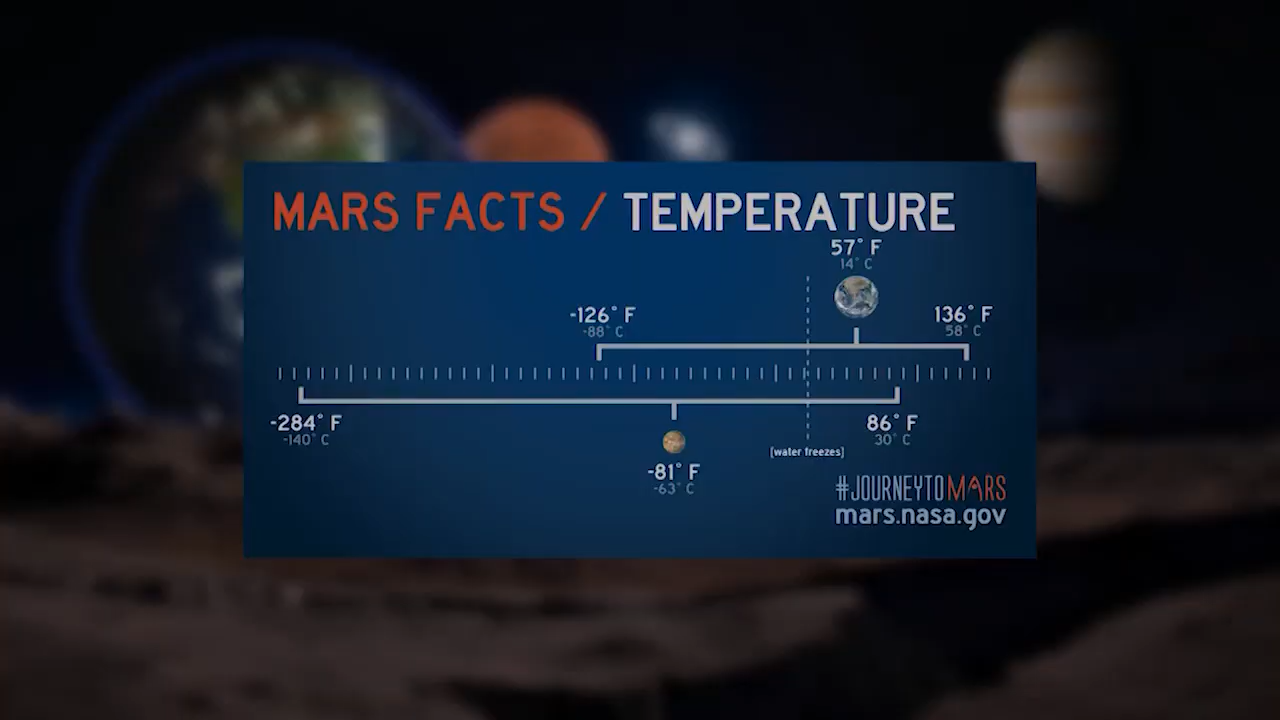 MARS FACTS / TEMPERATURE
57° F
14° C
-126° F
-88° C
136° F
58° C
-284° F
-140° C
86° F
30° C
[water freezes]
-81° F
-63° C
#JOURNEYTOMARS
mars.nasa.gov